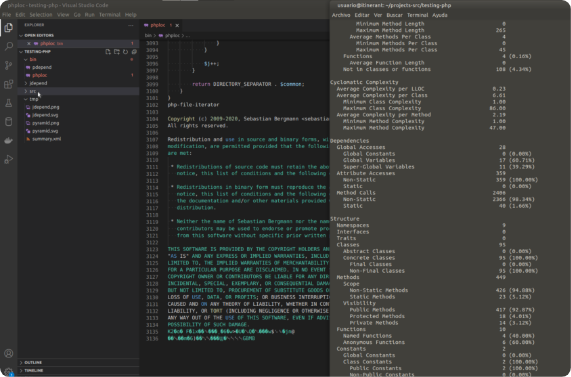 phploc - testing-php - Visual Studio Code
File Edit Selection View Go Run Terminal Help
EXPLORER
OPEN EDITORS
phploc bin
TESTING-PHP
bin
pdepend
phploc
jdepend
src
tmp
jdepend.png
jdepend.svg
pyramid.png
pyramid.svg
summary.xml
OUTLINE
TIMELINE
phploc
bin > phploc
3093 }
3094 }
3095
3096 $i++;
3097 }
3098
3099 return DIRECTORY_SEPARATOR . $common;
3100 }
3101 }
3102 php-file-iterator
3103
3104 Copyright (c) 2009-2020, Sebastian Bergmann <sebastia
3105 All rights reserved.
3106
3107 Redistribution and use in source and binary forms, wi
3108 modification, are permitted provided that the followi
3109 are met:
3110
3111 * Redistributions of source code must retain the abo
3112 notice, this list of conditions and the following
3113
3114 * Redistributions in binary form must reproduce the
3115 notice, this list of conditions and the following
3116 the documentation and/or other materials provided
3117 distribution.
3118
3119 * Neither the name of Sebastian Bergmann nor the name
3120 contributors may be used to endorse or promote pro
3121 from this software without specific prior written
3122
3123 THIS SOFTWARE IS PROVIDED BY THE COPYRIGHT HOLDERS AN
3124 "AS IS" AND ANY EXPRESS OR IMPLIED WARRANTIES, INCLUD
3125 LIMITED TO, THE IMPLIED WARRANTIES OF MERCHANTABILITY
3126 FOR A PARTICULAR PURPOSE ARE DISCLAIMED. IN NO EVENT
3127 COPYRIGHT OWNER OR CONTRIBUTORS BE LIABLE FOR ANY DIR
3128 INCIDENTAL, SPECIAL, EXEMPLARY, OR CONSEQUENTIAL DAMA
3129 BUT NOT LIMITED TO, PROCUREMENT OF SUBSTITUTE GOODS O
3130 LOSS OF USE, DATA, OR PROFITS; OR BUSINESS INTERRUPTI
3131 CAUSED AND ON ANY THEORY OF LIABILITY, WHETHER IN CON
3132 LIABILITY, OR TORT (INCLUDING NEGLIGENCE OR OTHERWISE
3133 ANY WAY OUT OF THE USE OF THIS SOFTWARE, EVEN IF ADVI
3134 POSSIBILITY OF SUCH DAMAGE.
3135
3136
usuario@itinerant: ~/projects-src/testing-php
Archivo Editar Ver Buscar Terminal Ayuda
Minimum Method Length 0
Maximum Method Length 265
Average Methods Per Class 4
Minimum Methods Per Class 0
Maximum Methods Per Class 45
Functions 4 (0.10%)
Average Function Length 0
Not in classes or functions 188 (4.34%)
Cyclomatic Complexity
Average Complexity per LLOC 0.23
Average Complexity per Class 6.61
Minimum Class Complexity 1.00
Maximum Class Complexity 80.00
Average Complexity per Method 2.19
Minimum Method Complexity 1.00
Maximum Method Complexity 47.00
Dependencies
Global Accesses 28
Global Constants 0 (0.00%)
Global Variables 17 (60.71%)
Super-Global Variables 11 (39.29%)
Attribute Accesses 359
Non-Static 359 (100.00%)
Static 0 (0.00%)
Method Calls 2406
Non-Static 2366 (98.34%)
Static 40 (1.66%)
Structure
Namespaces 9
Interfaces 0
Traits 0
Classes 95
Abstract Classes 0 (0.00%)
Concrete Classes 95 (100.00%)
Final Classes 0 (0.00%)
Non-Final Classes 95 (100.00%)
Methods 449
Scope
Non-Static Methods 426 (94.88%)
Static Methods 23 (5.12%)
Visibility
Public Methods 417 (92.87%)
Protected Methods 18 (4.01%)
Private Methods 14 (3.12%)
Functions 10
Named Functions 4 (40.00%)
Anonymous Functions 6 (60.00%)
Constants 2
Global Constants 0 (0.00%)
Class Constants 2 (100.00%)
Public Constants 2 (100.00%)
Non-Public Constants 0 (0.00%)